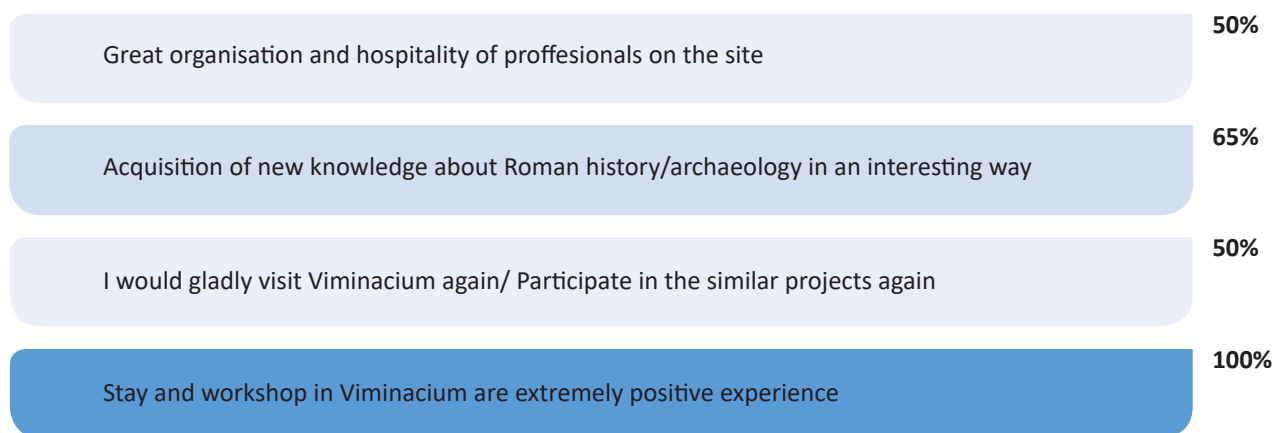 50%
Great organisation and hospitality of proffesionals on the site
65%
Acquisition of new knowledge about Roman history/archaeology in an interesting way
50%
I would gladly visit Viminacium again/ Participate in the similar projects again
100%
Stay and workshop in Viminacium are extremely positive experience